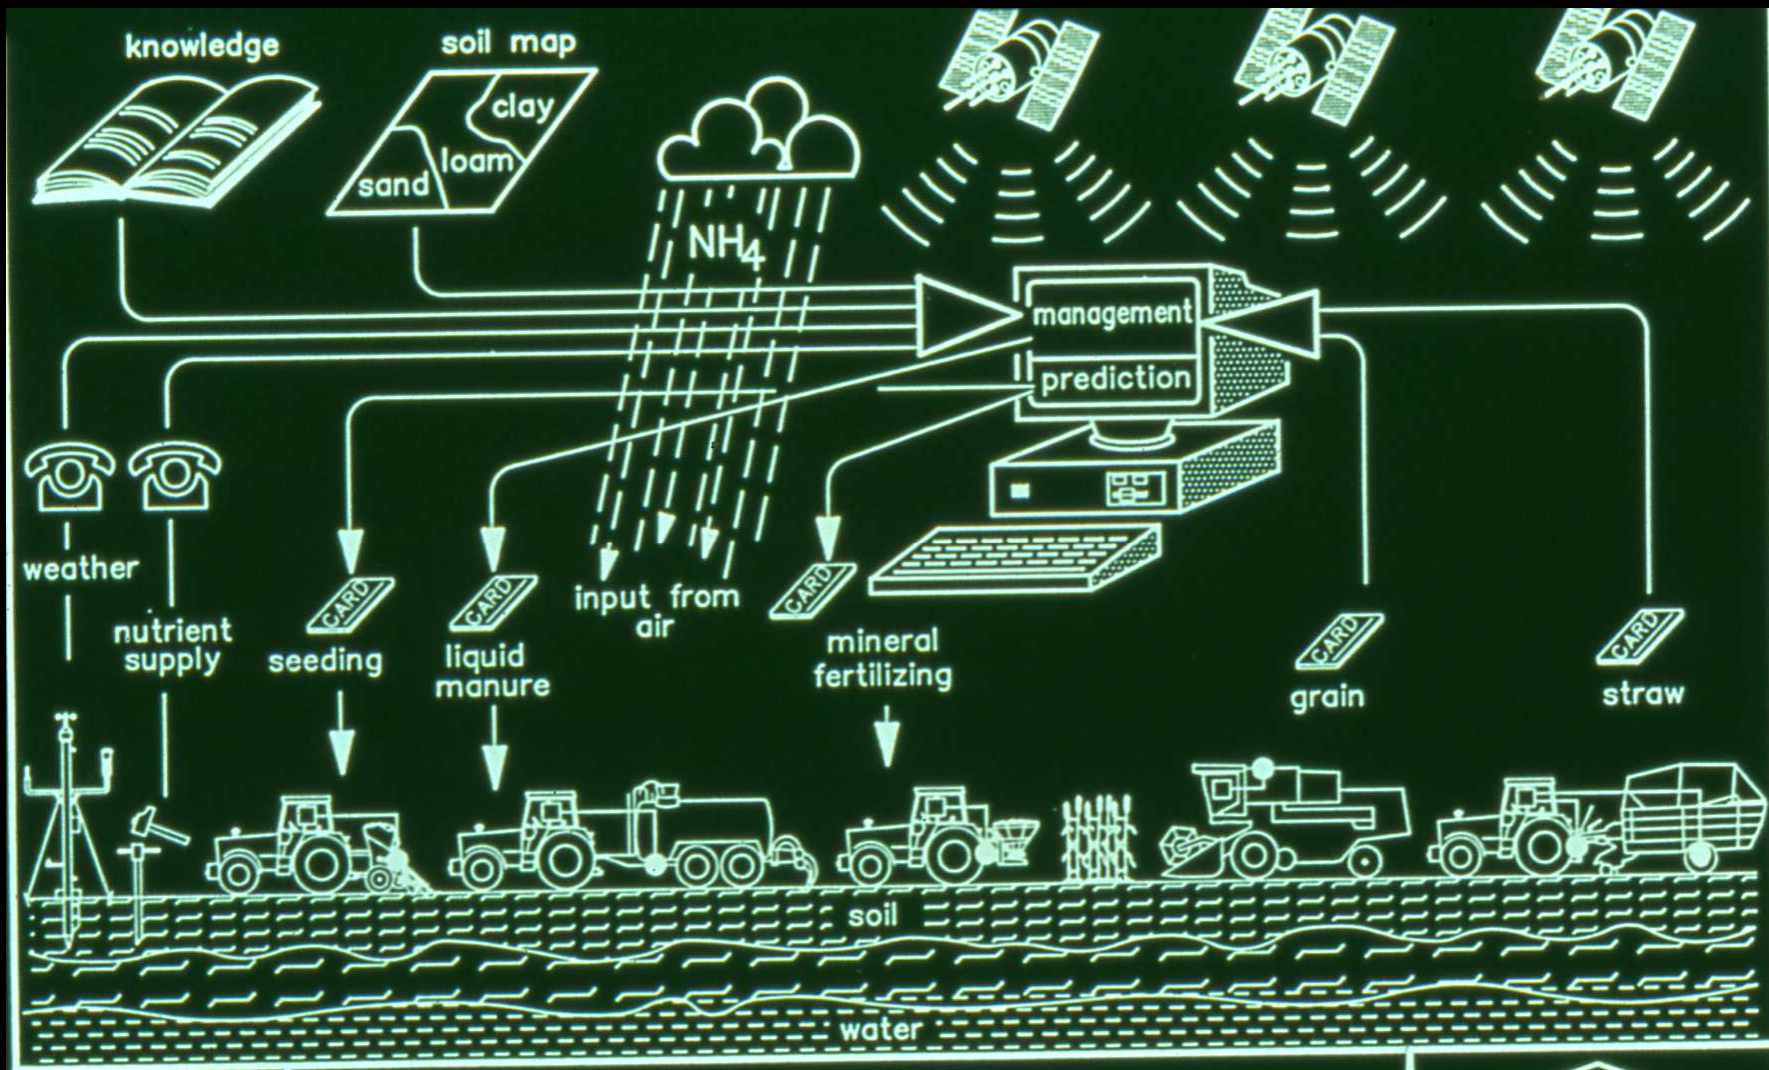 knowledge
soil map
clay
loam
sand
NH₄
management
prediction
weather
nutrient
supply
CARD
seeding
CARD
liquid
manure
input from
air
CARD
mineral
fertilizing
CARD
grain
CARD
straw
soil
water